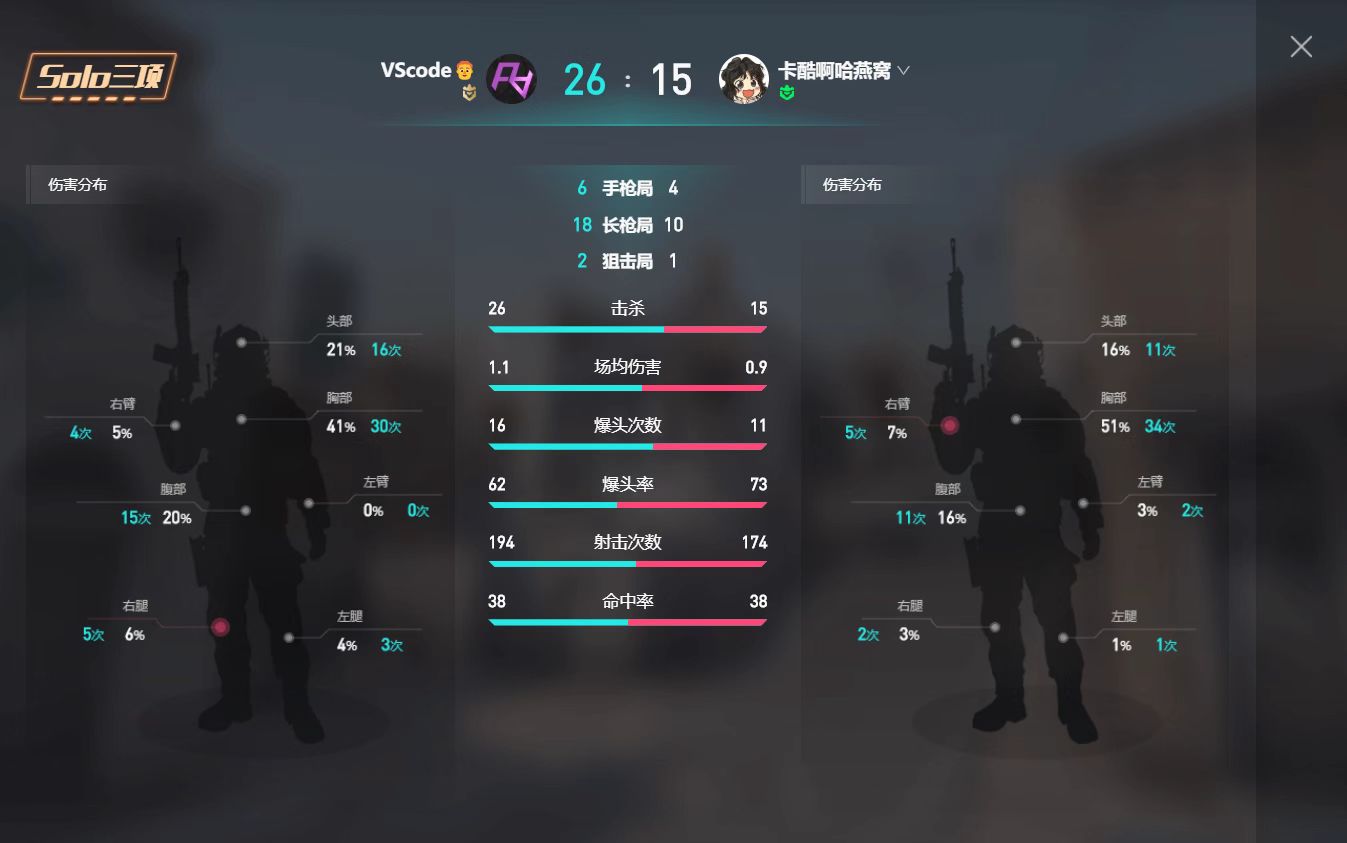 Solo三项
VScode 26 : 15 卡酷啊哈燕窝
伤害分布
头部
21% 16次
右臂
4次 5%
胸部
41% 30次
腹部
15次 20%
左臂
0% 0次
右腿
5次 6%
左腿
4% 3次
6 手枪局 4
18 长枪局 10
2 狙击局 1
26 击杀 15
1.1 场均伤害 0.9
16 爆头次数 11
62 爆头率 73
194 射击次数 174
38 命中率 38
伤害分布
头部
16% 11次
右臂
5次 7%
胸部
51% 34次
腹部
11次 16%
左臂
3% 2次
右腿
2次 3%
左腿
1% 1次